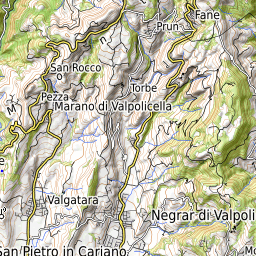 Fane
Prun
San Rocco
Torbe
Pezza
Marano di Valpolicella
Valgatara
Negrar di Valpoli
San Pietro in Cariano